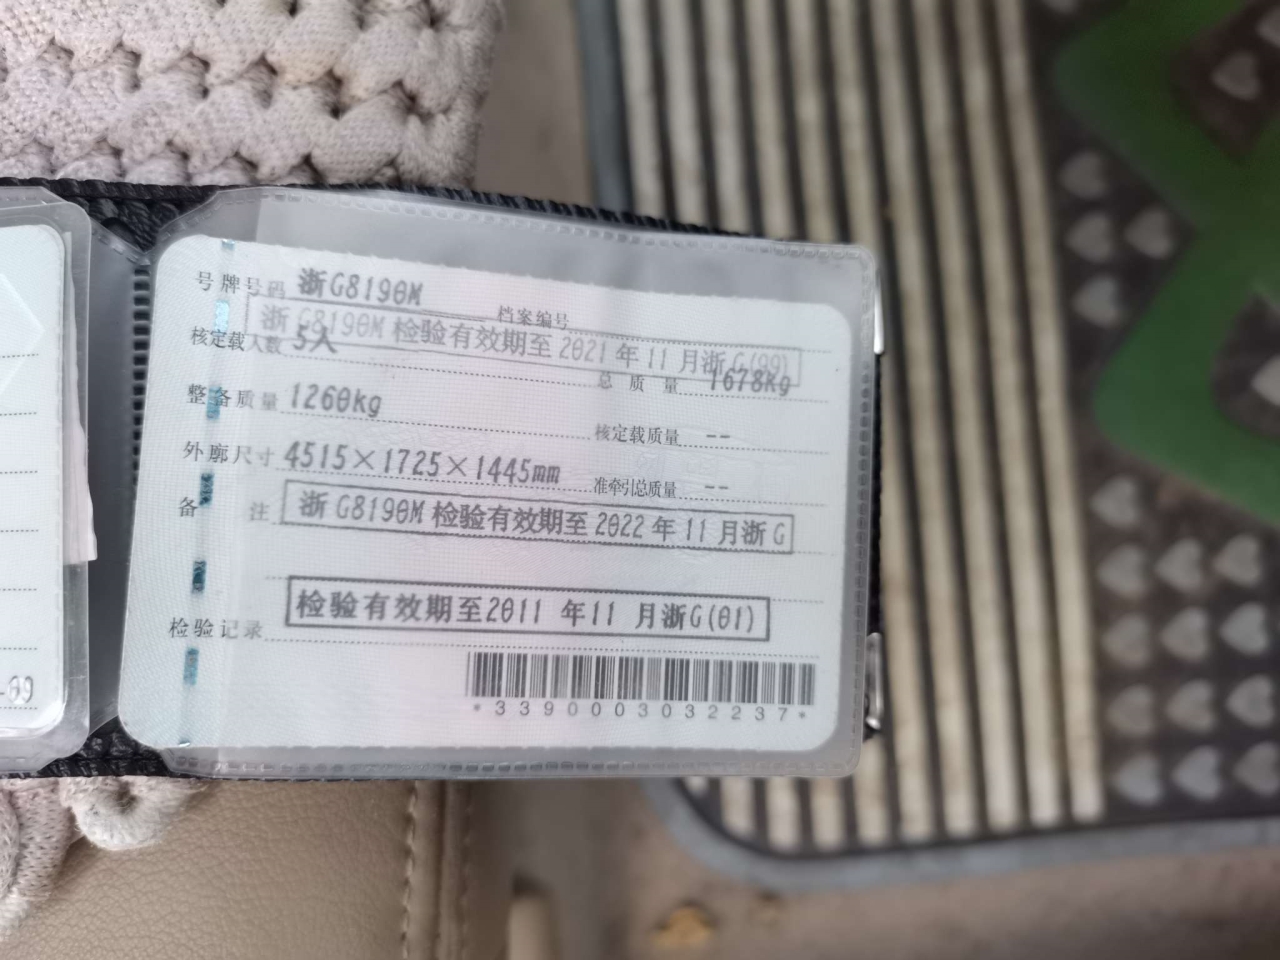 号牌号码 浙G8190M
档案编号
浙G8190M检验有效期至2021年11月浙G(99)
核定载人数 5人
总质量 1678Kg
整备质量 1260kg
核定载质量 --
外廓尺寸 4515×1725×1445mm
准牵引总质量 --
备注 浙G8190M检验有效期至2022年11月浙G
检验有效期至2011年11月浙G(01)
检验记录
*3390003032237*
-09